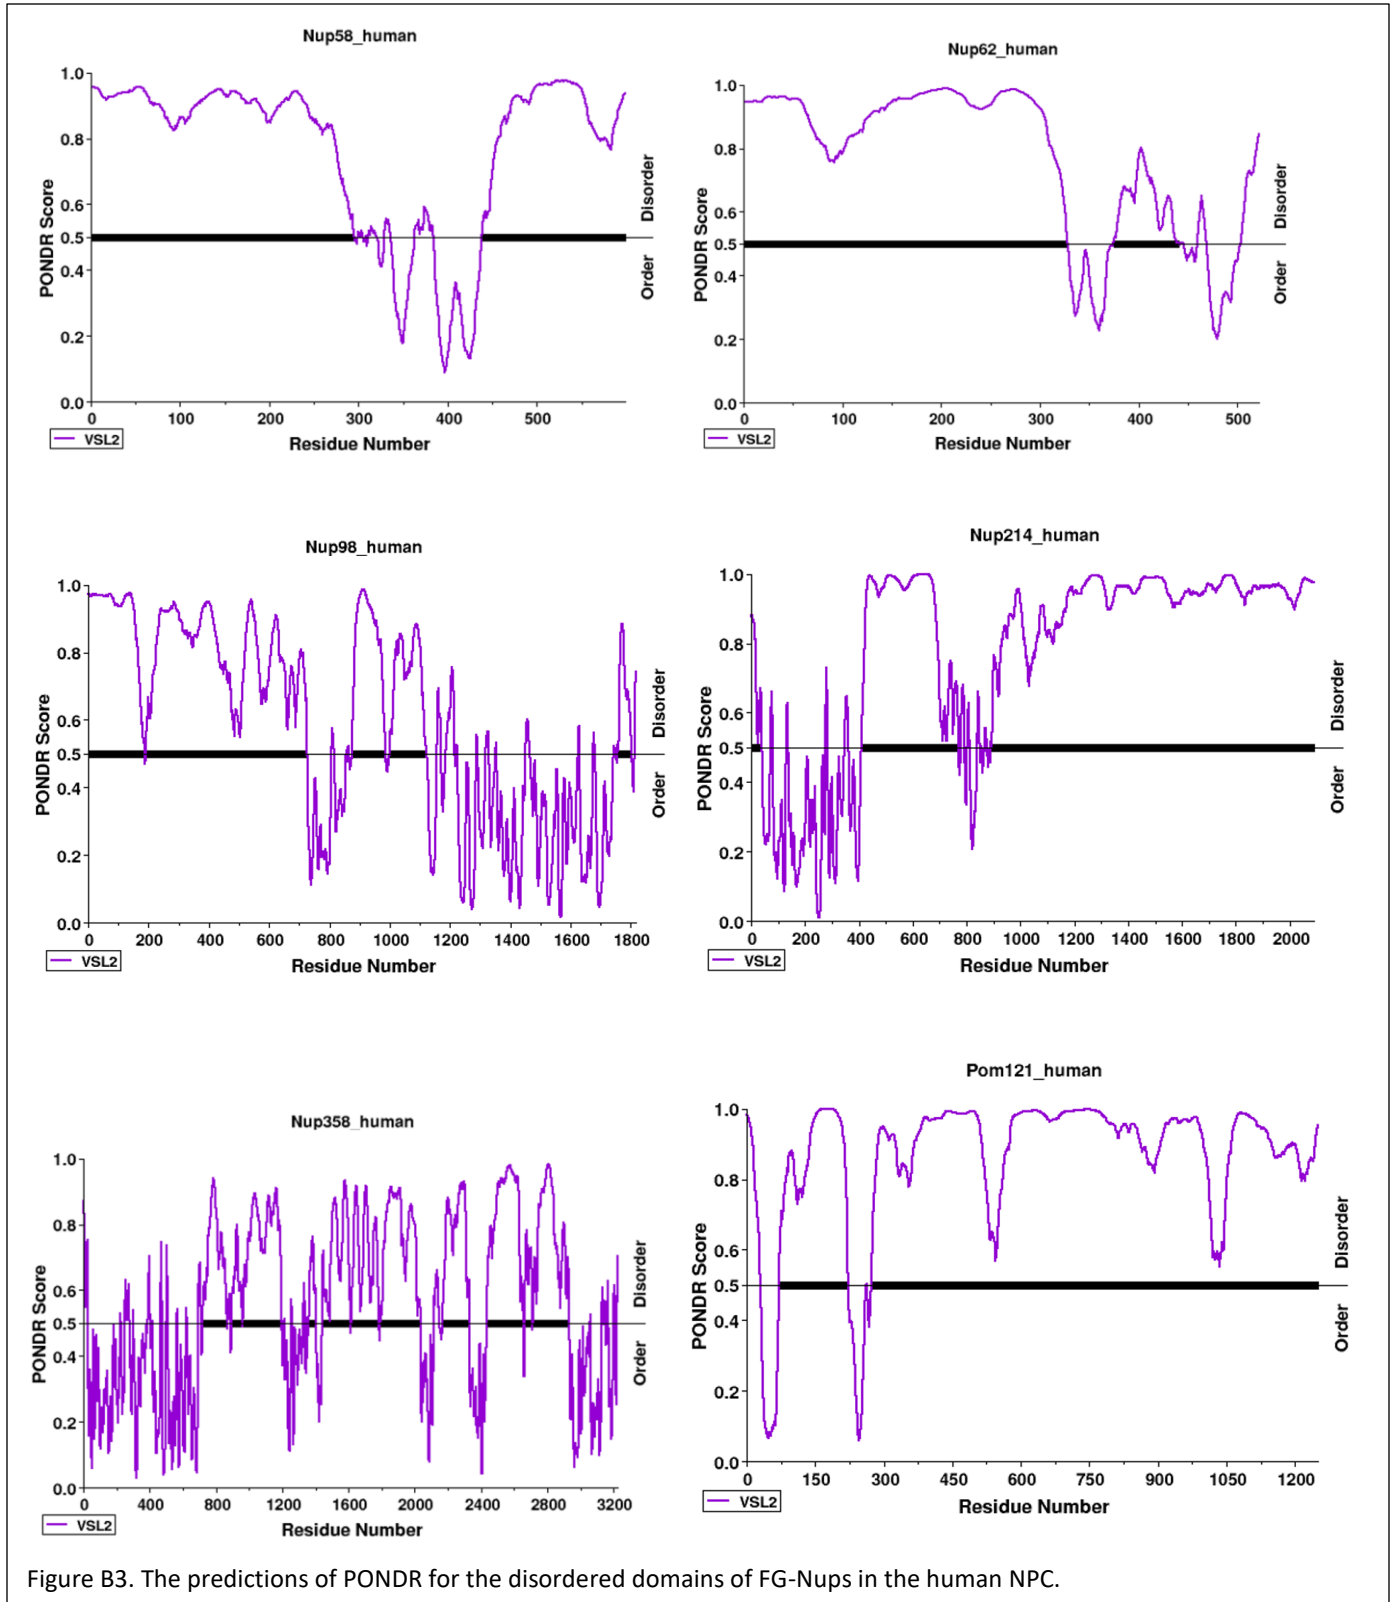 Nup58_human
1.0
0.8
0.6
0.5
0.4
0.2
0.0
PONDR Score
Disorder
Order
0 100 200 300 400 500
VSL2
Residue Number
Nup62_human
1.0
0.8
0.6
0.5
0.4
0.2
0.0
PONDR Score
Disorder
Order
0 100 200 300 400 500
VSL2
Residue Number
Nup98_human
1.0
0.8
0.6
0.5
0.4
0.2
0.0
PONDR Score
Disorder
Order
0 200 400 600 800 1000 1200 1400 1600 1800
VSL2
Residue Number
Nup214_human
1.0
0.8
0.6
0.5
0.4
0.2
0.0
PONDR Score
Disorder
Order
0 200 400 600 800 1000 1200 1400 1600 1800 2000
VSL2
Residue Number
Nup358_human
1.0
0.8
0.6
0.5
0.4
0.2
0.0
PONDR Score
Disorder
Order
0 400 800 1200 1600 2000 2400 2800 3200
VSL2
Residue Number
Pom121_human
1.0
0.8
0.6
0.5
0.4
0.2
0.0
PONDR Score
Disorder
Order
0 150 300 450 600 750 900 1050 1200
VSL2
Residue Number
Figure B3. The predictions of PONDR for the disordered domains of FG-Nups in the human NPC.